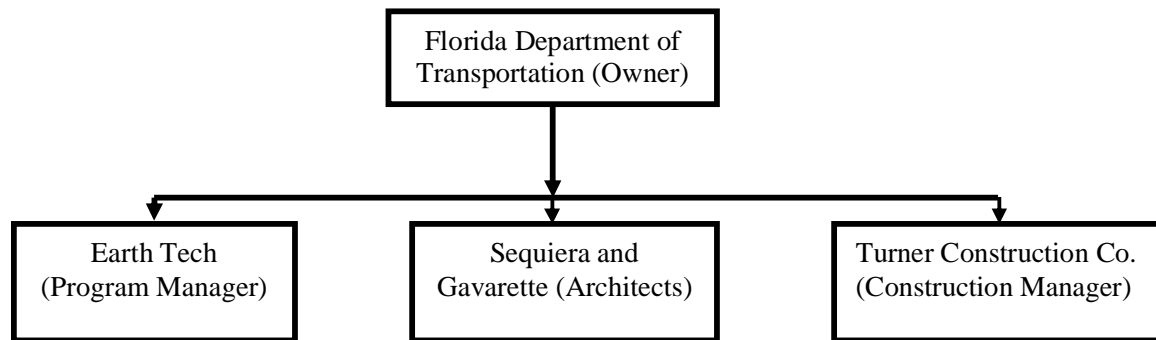 Florida Department of
Transportation (Owner)
Earth Tech
(Program Manager)
Sequiera and
Gavarette (Architects)
Turner Construction Co.
(Construction Manager)